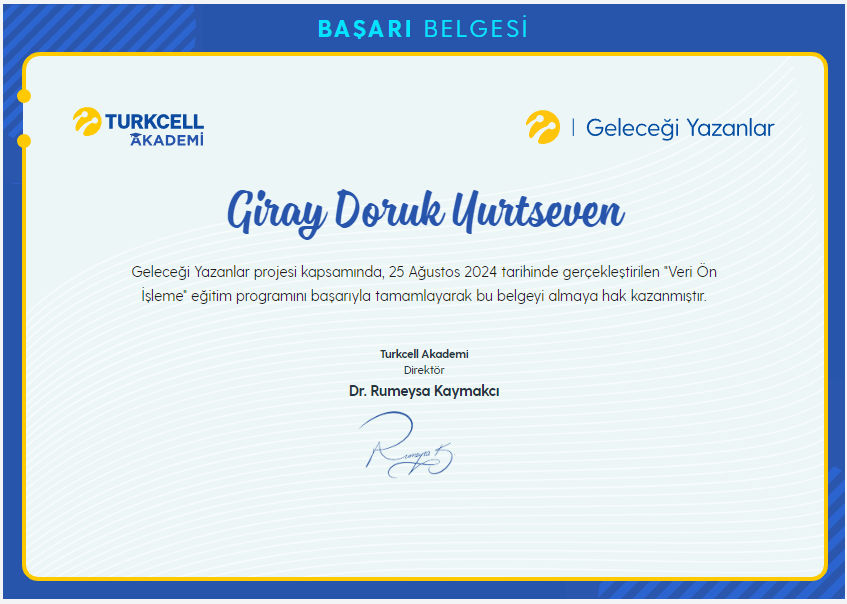 BAŞARI BELGESİ
TURKCELL
AKADEMİ
Geleceği Yazanlar
Giray Doruk Yurtseven
Geleceği Yazanlar projesi kapsamında, 25 Ağustos 2024 tarihinde gerçekleştirilen "Veri Ön
İşleme" eğitim programını başarıyla tamamlayarak bu belgeyi almaya hak kazanmıştır.
Turkcell Akademi
Direktör
Dr. Rumeysa Kaymakcı
Rumeysa K